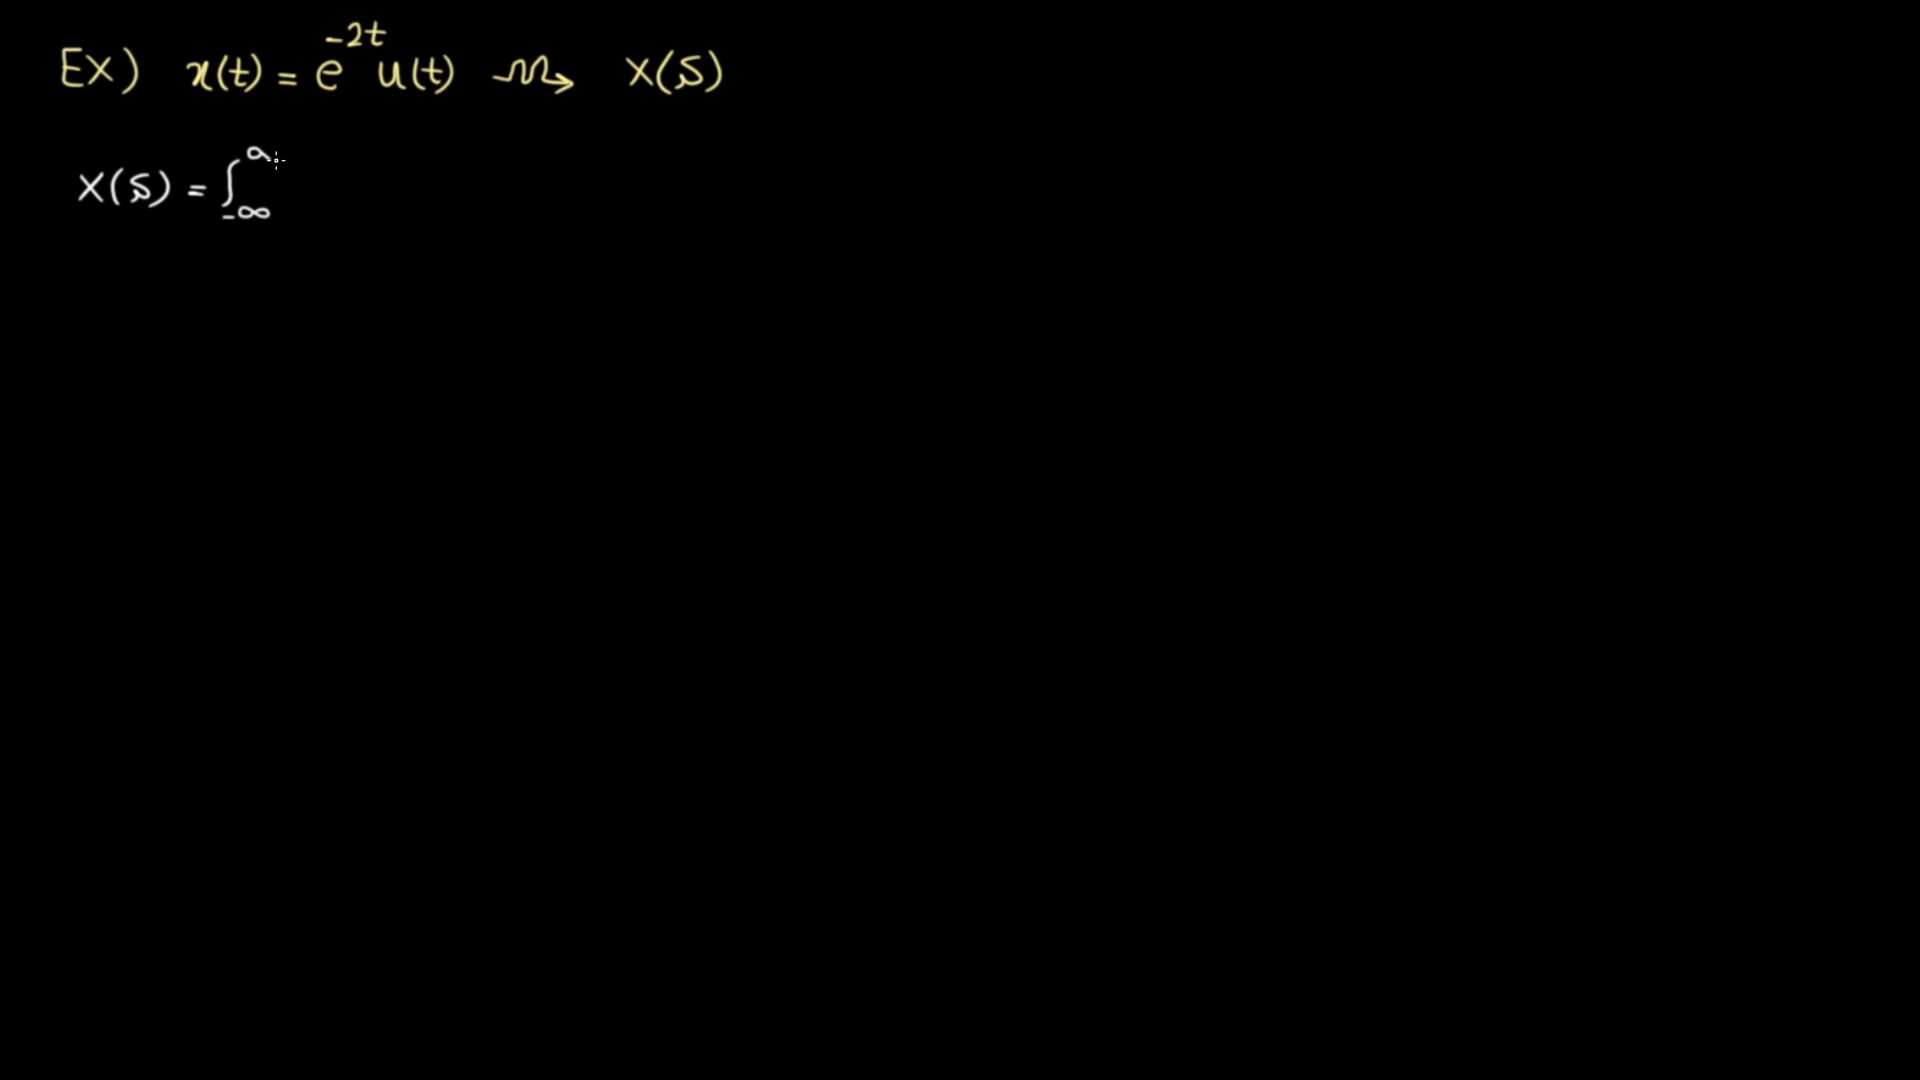 EX) x(t) = e^{-2t} u(t) ⇝ X(s)
X(s) = ∫_{-∞}^{∞}